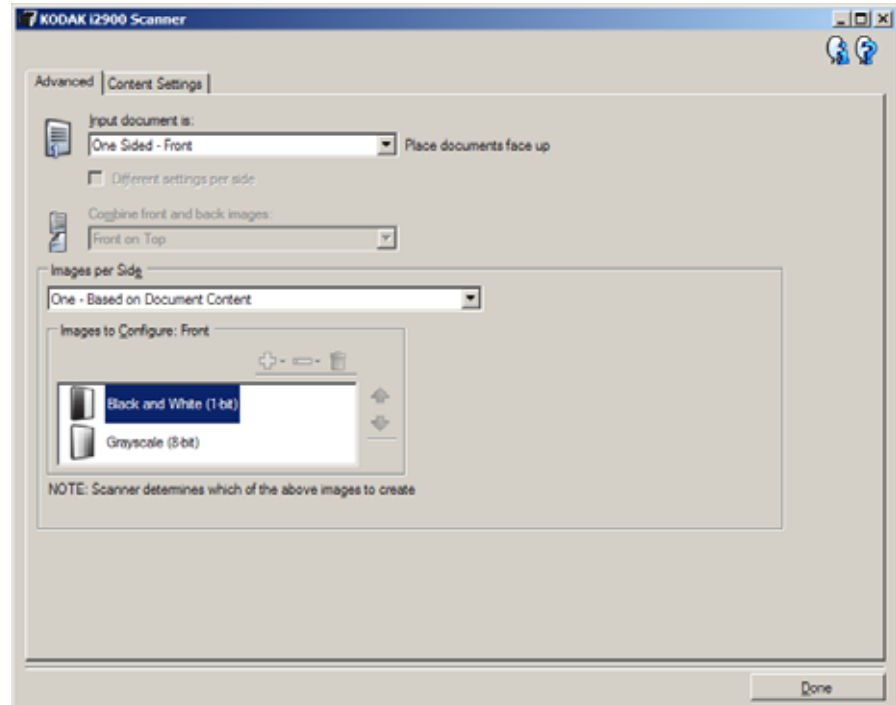 KODAK i2900 Scanner
Advanced
Content Settings
Input document is:
One Sided - Front
Place documents face up
Different settings per side
Combine front and back images:
Front on Top
Images per Side
One - Based on Document Content
Images to Configure: Front
Black and White (1-bit)
Grayscale (8-bit)
NOTE: Scanner determines which of the above images to create
Done